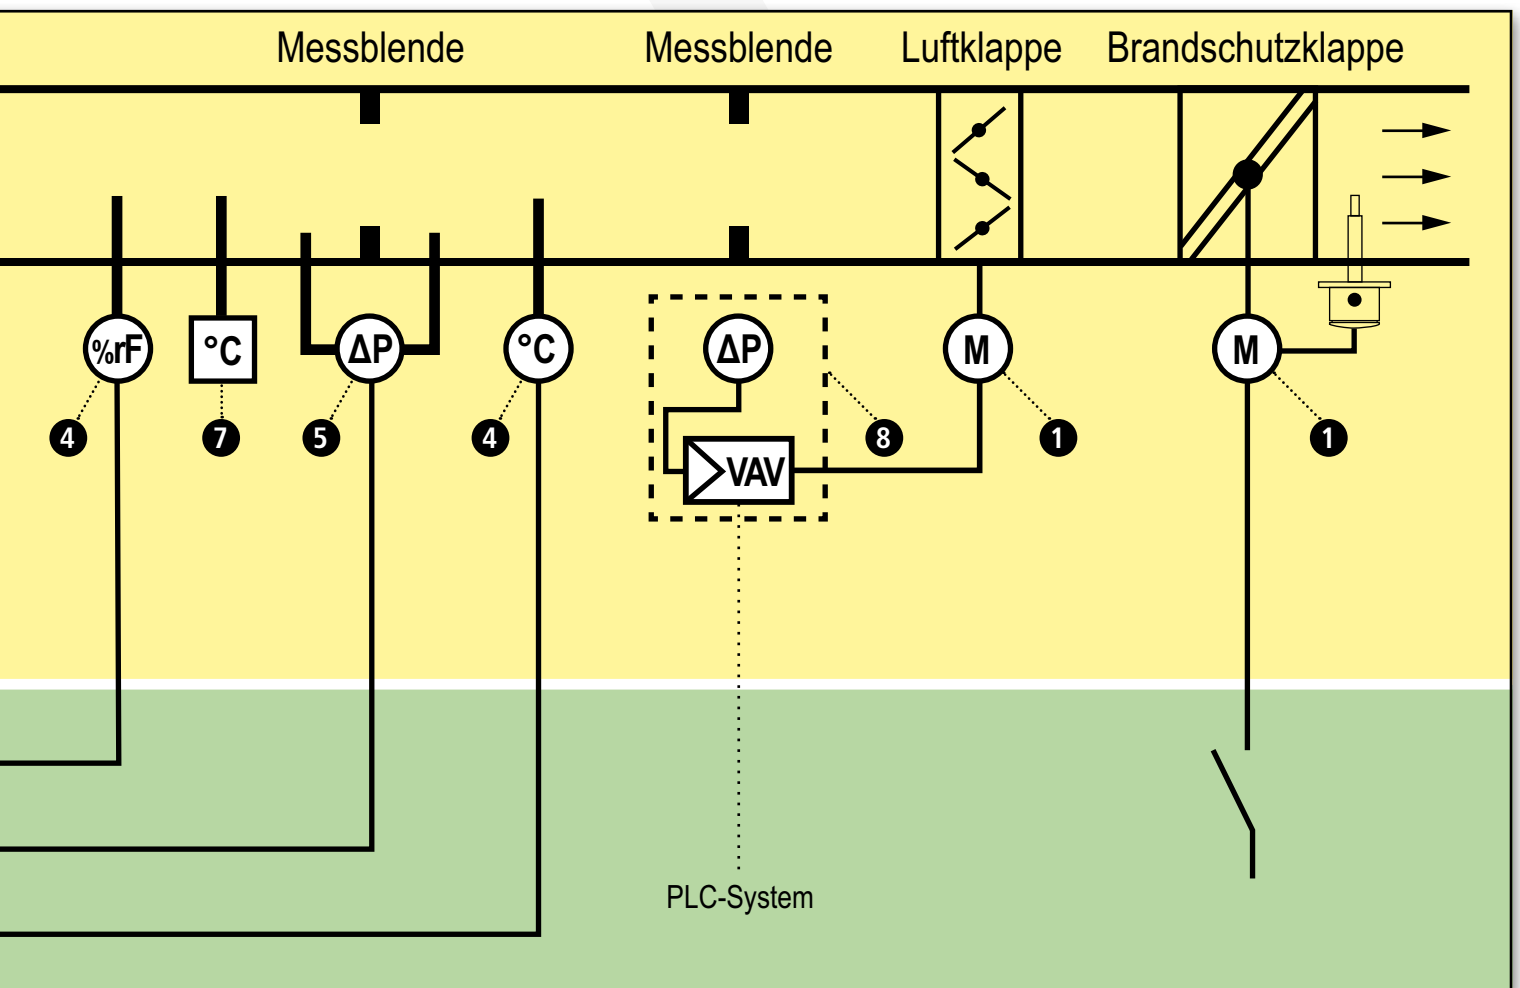 Messblende Messblende Luftklappe Brandschutzklappe
%rF °C ΔP °C ΔP M M
4 7 5 4 8 1 1
VAV
PLC-System